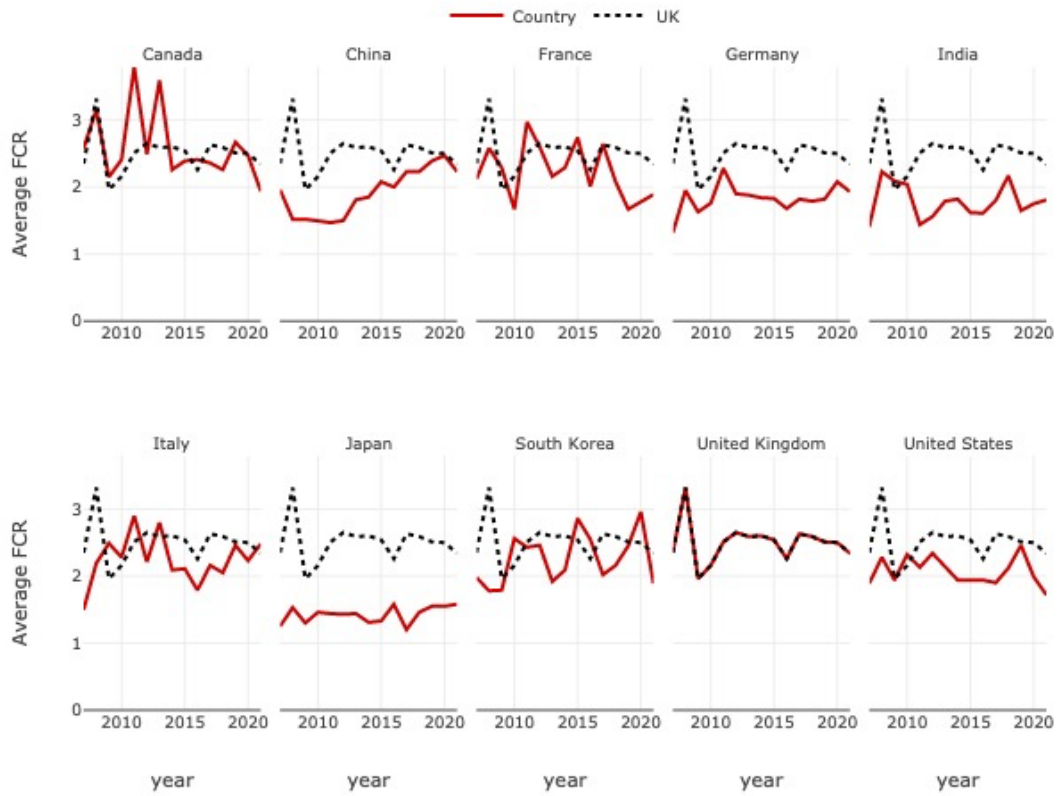 Country UK
Canada China France Germany India
Average FCR
3
2
1
0
2010 2015 2020 2010 2015 2020 2010 2015 2020 2010 2015 2020 2010 2015 2020
Italy Japan South Korea United Kingdom United States
Average FCR
3
2
1
0
2010 2015 2020 2010 2015 2020 2010 2015 2020 2010 2015 2020 2010 2015 2020
year year year year year